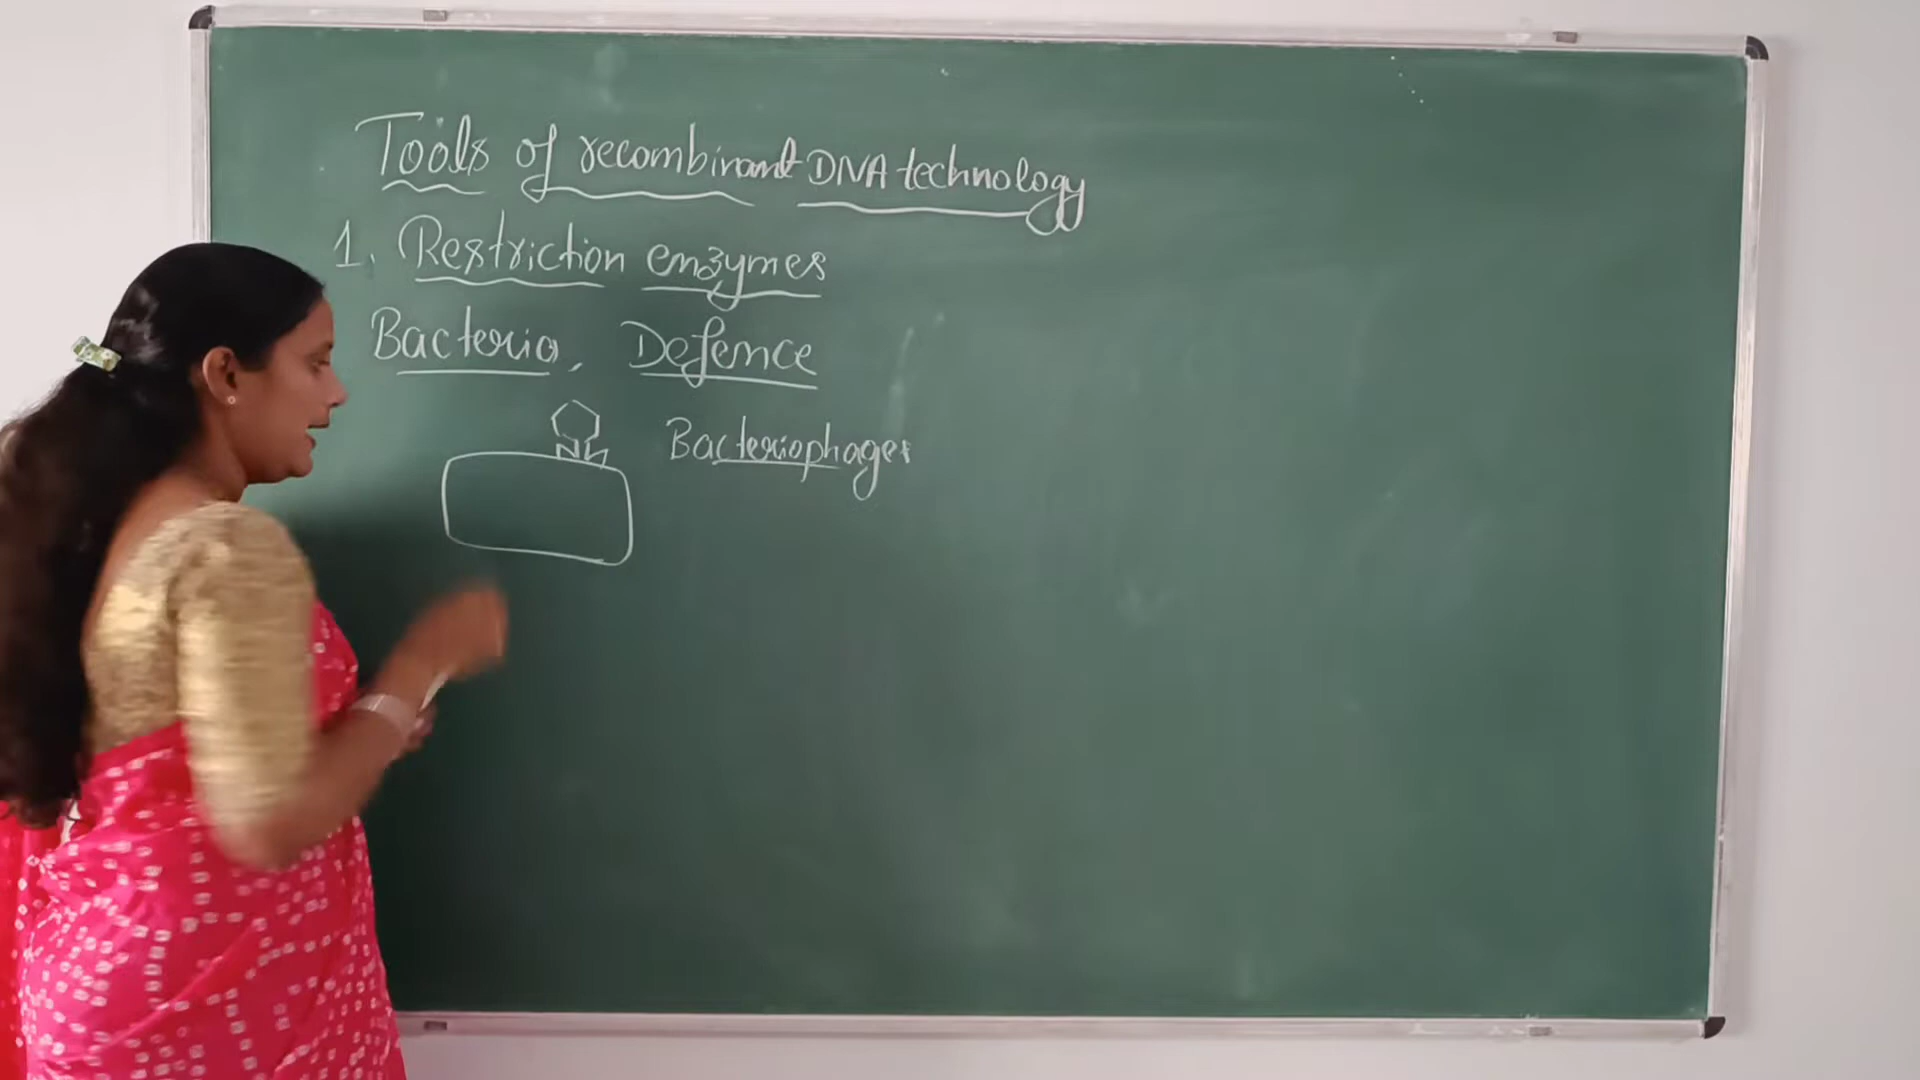 Tools of recombinant DNA technology
1. Restriction enzymes
Bacteria, Defence
Bacteriophages